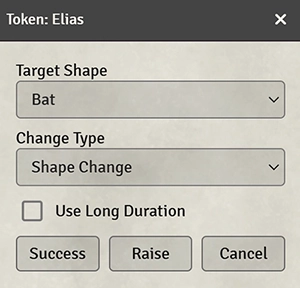 Token: Elias
Target Shape
Bat
Change Type
Shape Change
Use Long Duration
Success Raise Cancel